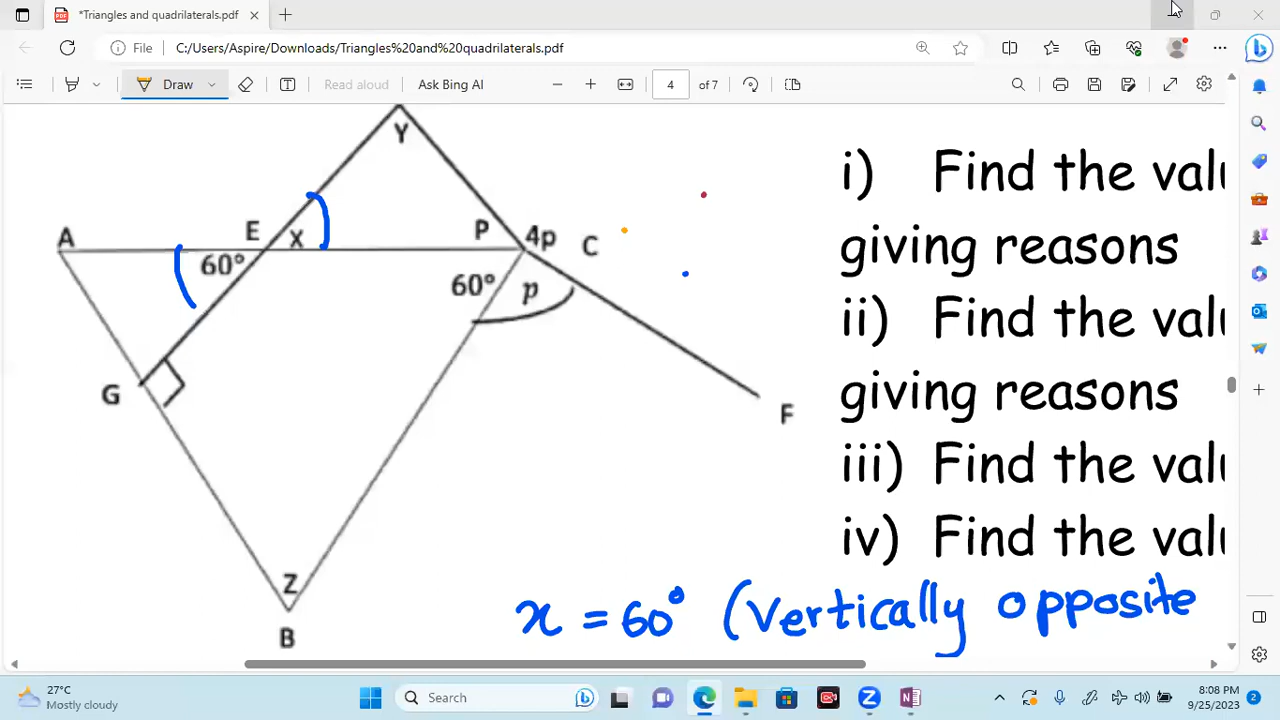 *Triangles and quadrilaterals.pdf
File C:/Users/Aspire/Downloads/Triangles%20and%20quadrilaterals.pdf
Draw Read aloud Ask Bing AI 4 of 7
Y
i) Find the valu
giving reasons
ii) Find the valu
giving reasons
iii) Find the valu
iv) Find the valu
A E X P 4p C
60° 60° p
G F
Z
B
x = 60° (Vertically opposite
27°C
Mostly cloudy
Search
8:08 PM
9/25/2023
2